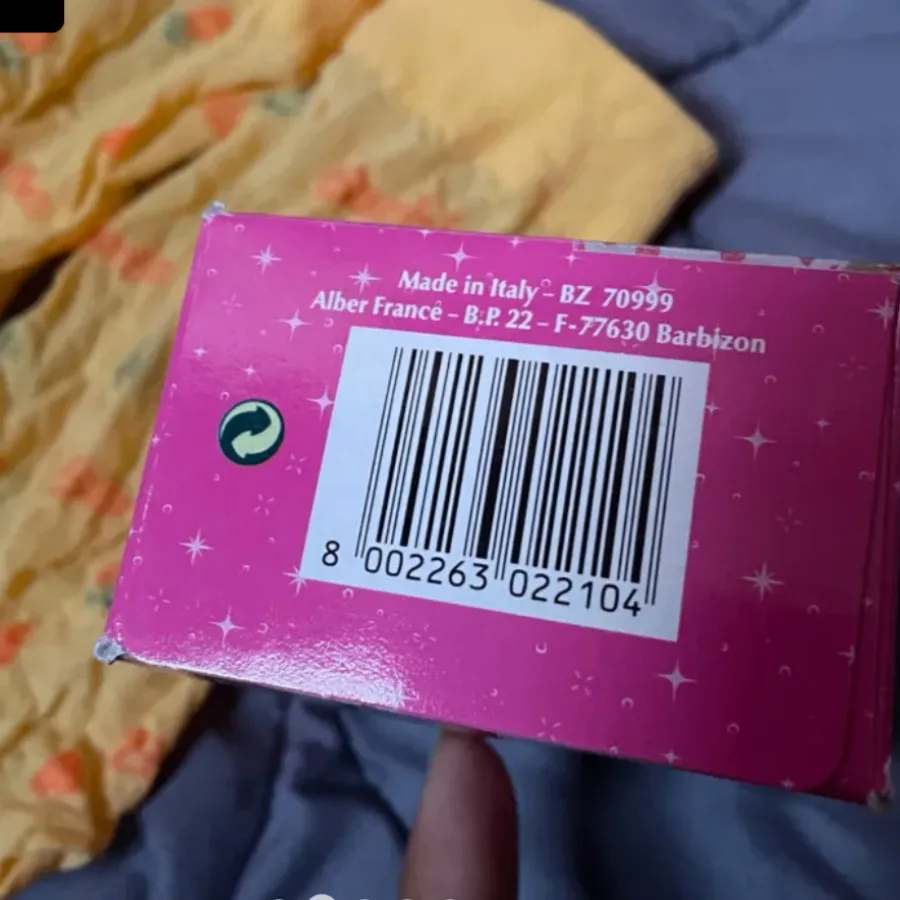 Made in Italy - BZ 70999
Alber France - B.P. 22 - F-77630 Barbizon
8 002263 022104